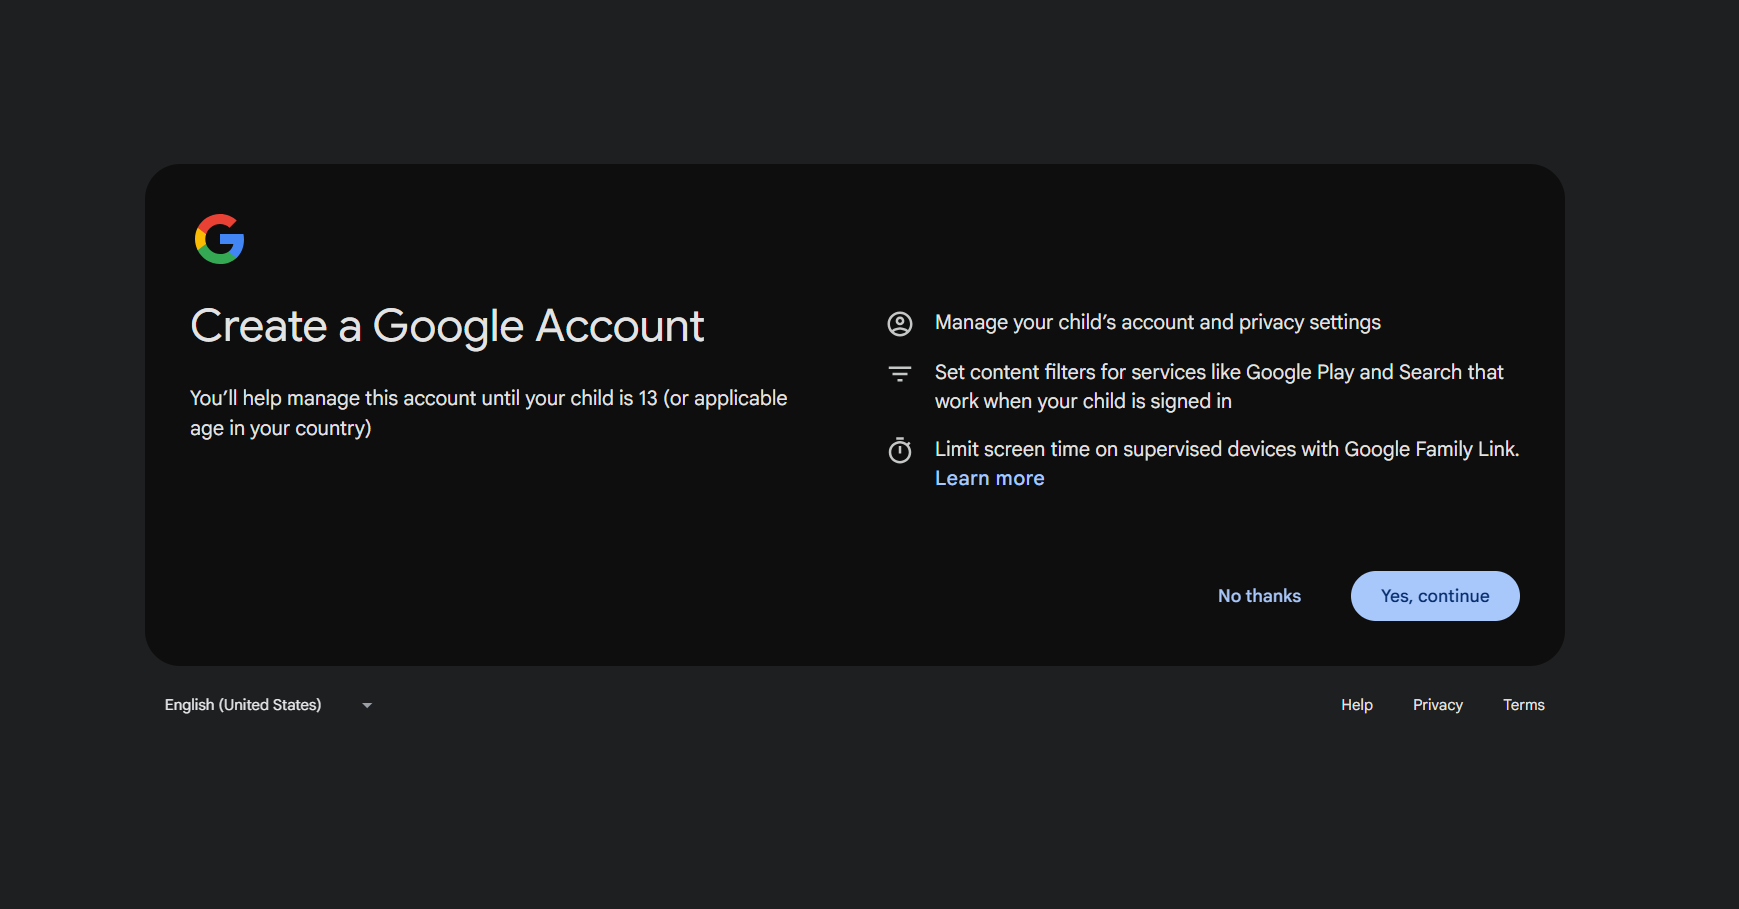 Create a Google Account
You’ll help manage this account until your child is 13 (or applicable
age in your country)
Manage your child’s account and privacy settings
Set content filters for services like Google Play and Search that
work when your child is signed in
Limit screen time on supervised devices with Google Family Link.
Learn more
No thanks
Yes, continue
English (United States)
Help
Privacy
Terms